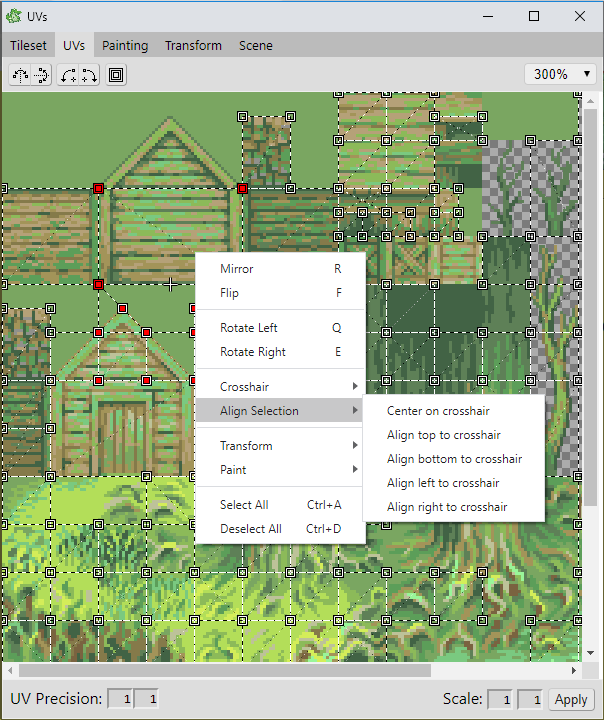 UVs
Tileset UVs Painting Transform Scene
300%
Mirror R
Flip F
Rotate Left Q
Rotate Right E
Crosshair
Align Selection
Center on crosshair
Align top to crosshair
Transform
Align bottom to crosshair
Paint
Align left to crosshair
Select All Ctrl+A
Align right to crosshair
Deselect All Ctrl+D
UV Precision: 1 1 Scale: 1 1 Apply